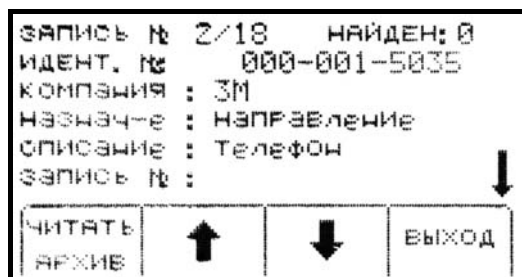 запись № 2/18 найден: 0
идент. № 000-001-5035
компания : 3М
назнач-е : направление
описание : телефон
запись № :
читать архив ↑ ↓ выход